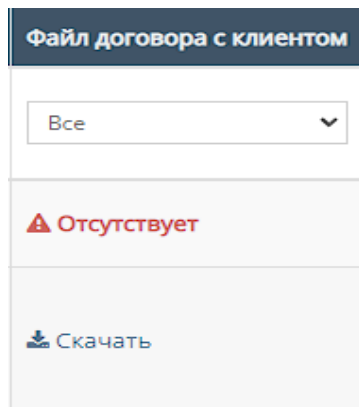 Файл договора с клиентом
Все
Отсутствует
Скачать